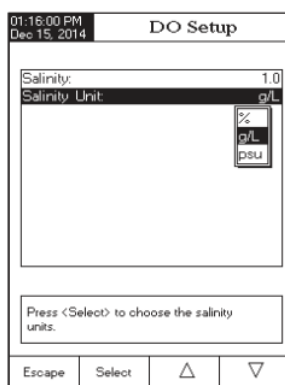 01:16:00 PM
Dec 15, 2014
DO Setup
Salinity: 1.0
Salinity Unit: g/L
%
g/L
psu
Press <Select> to choose the salinity
units.
Escape Select △ ▽